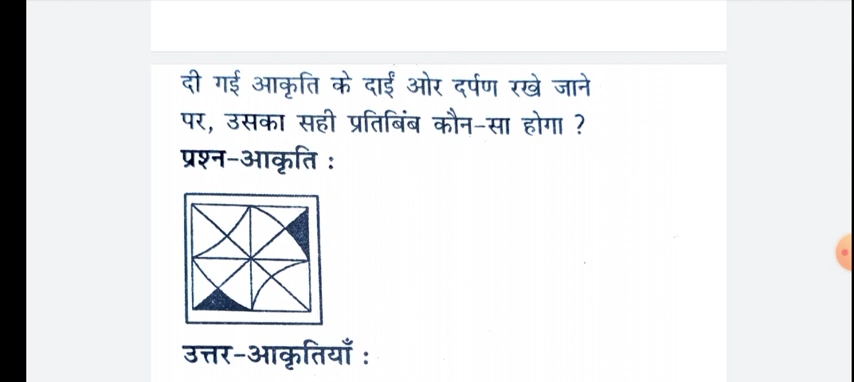 दी गई आकृति के दाईं ओर दर्पण रखे जाने
पर, उसका सही प्रतिबिंब कौन-सा होगा ?
प्रश्न-आकृति :
उत्तर-आकृतियाँ :